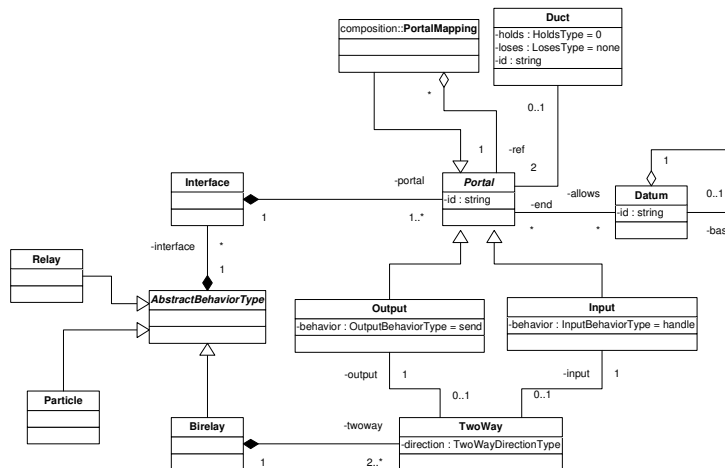 Duct
-holds : HoldsType = 0
-loses : LosesType = none
-id : string
composition::PortalMapping
*
0..1
1
-ref
2
1
Interface
-portal
Portal
-id : string
-allows
-end
Datum
-id : string
0..1
1
1..*
*
*
-bas
-interface
*
1
Relay
AbstractBehaviorType
Output
-behavior : OutputBehaviorType = send
Input
-behavior : InputBehaviorType = handle
-output
1
-input
1
0..1
0..1
Particle
Birelay
-twoway
TwoWay
-direction : TwoWayDirectionType
1
2..*